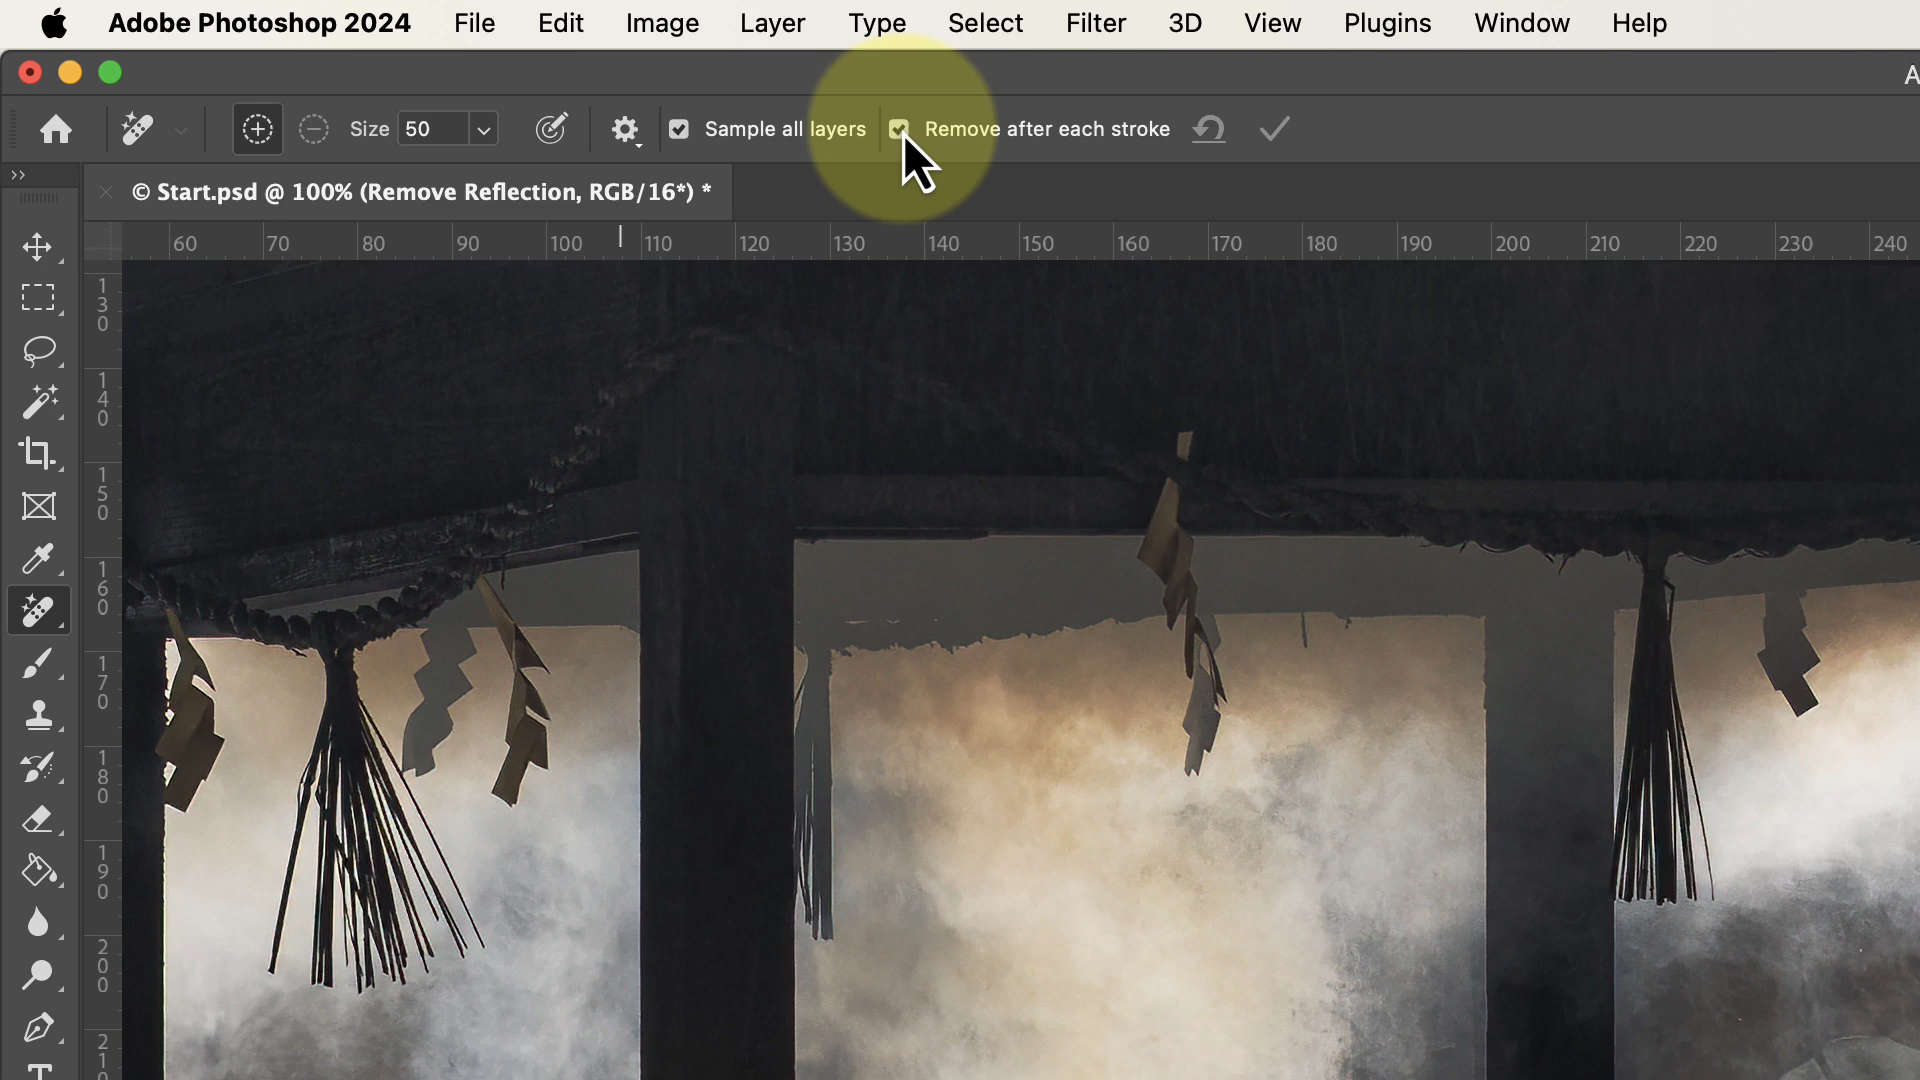 Adobe Photoshop 2024 File Edit Image Layer Type Select Filter 3D View Plugins Window Help
A
Size 50 Sample all layers Remove after each stroke
© Start.psd @ 100% (Remove Reflection, RGB/16*) *
60 70 80 90 100 110 120 130 140 150 160 170 180 190 200 210 220 230 240
130
140
150
160
170
180
190
200
210